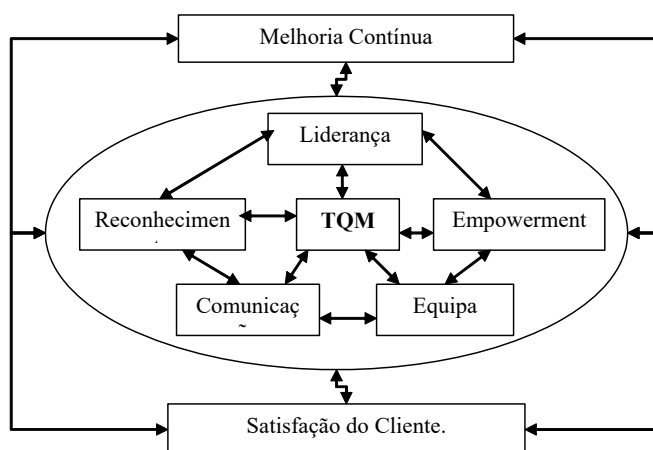 Melhoria Contínua
Liderança
Reconhecimen
TQM
Empowerment
Comunicaç
Equipa
Satisfação do Cliente.